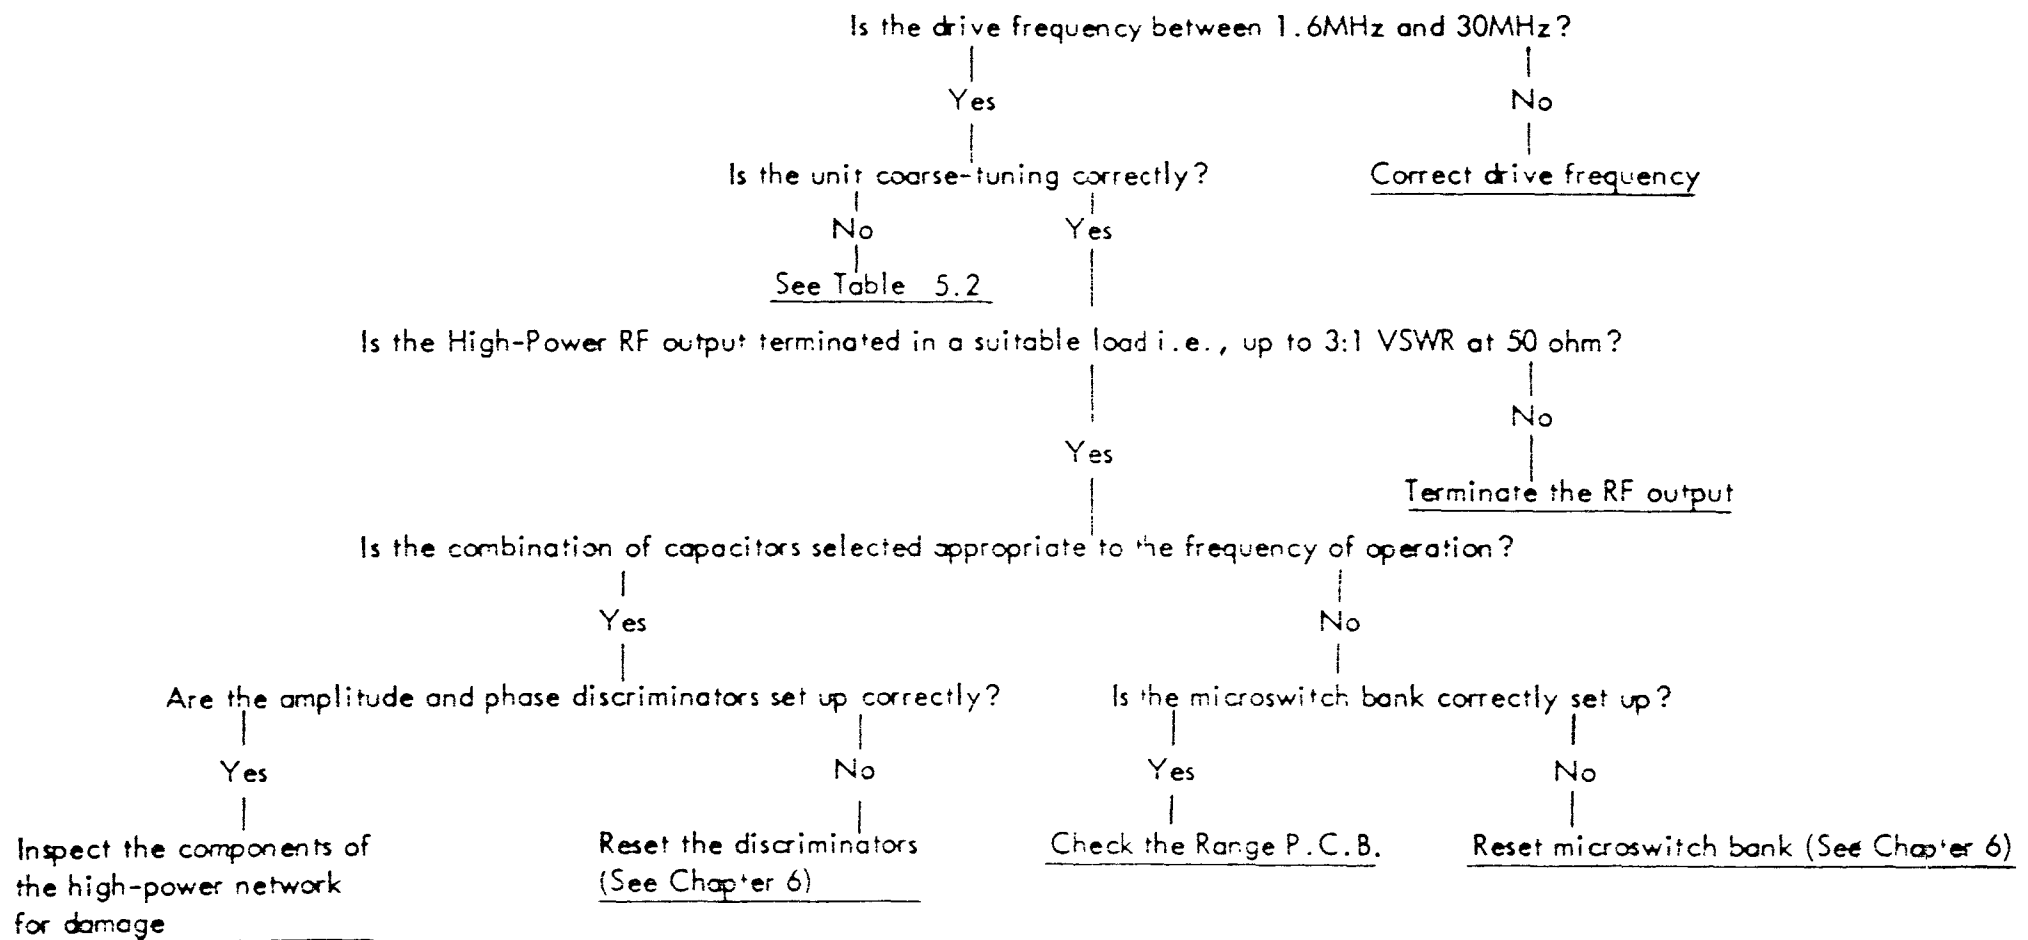 Is the drive frequency between 1.6MHz and 30MHz?
Yes
No
Is the unit coarse-tuning correctly?
Correct drive frequency
No
Yes
See Table 5.2
Is the High-Power RF output terminated in a suitable load i.e., up to 3:1 VSWR at 50 ohm?
No
Yes
Terminate the RF output
Is the combination of capacitors selected appropriate to the frequency of operation?
Yes
No
Are the amplitude and phase discriminators set up correctly?
Is the microswitch bank correctly set up?
Yes
No
Yes
No
Inspect the components of
the high-power network
for damage
Reset the discriminators
(See Chapter 6)
Check the Range P.C.B.
Reset microswitch bank (See Chapter 6)